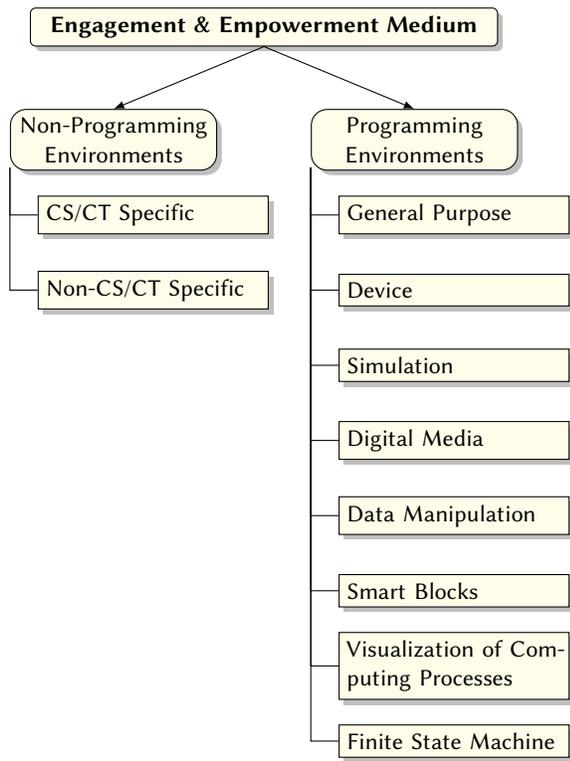 Engagement & Empowerment Medium
Non-Programming
Environments
CS/CT Specific
Non-CS/CT Specific
Programming
Environments
General Purpose
Device
Simulation
Digital Media
Data Manipulation
Smart Blocks
Visualization of Com-
puting Processes
Finite State Machine